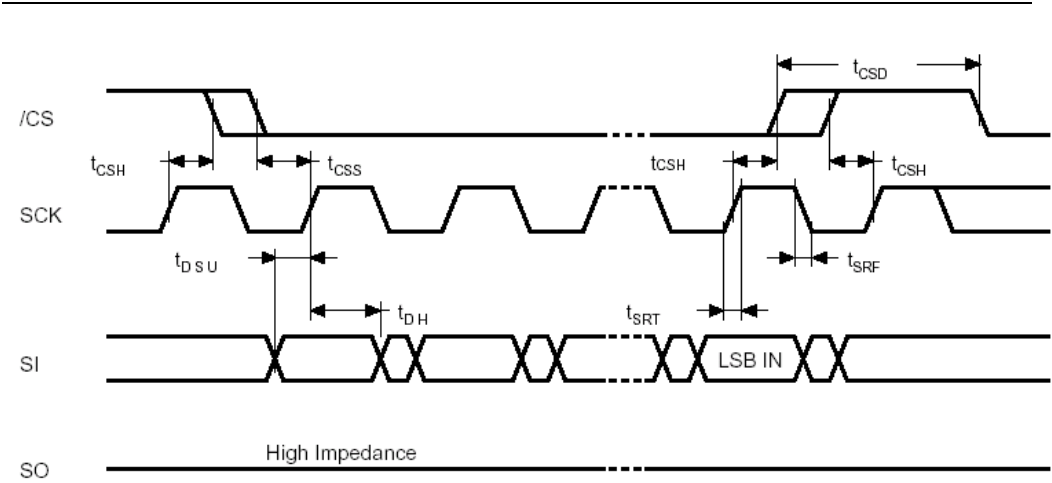 tCSD
/CS
tCSH tCSS tCSH tCSH
SCK
tDSU tSRF
tDH tSRT
SI LSB IN
High Impedance
SO